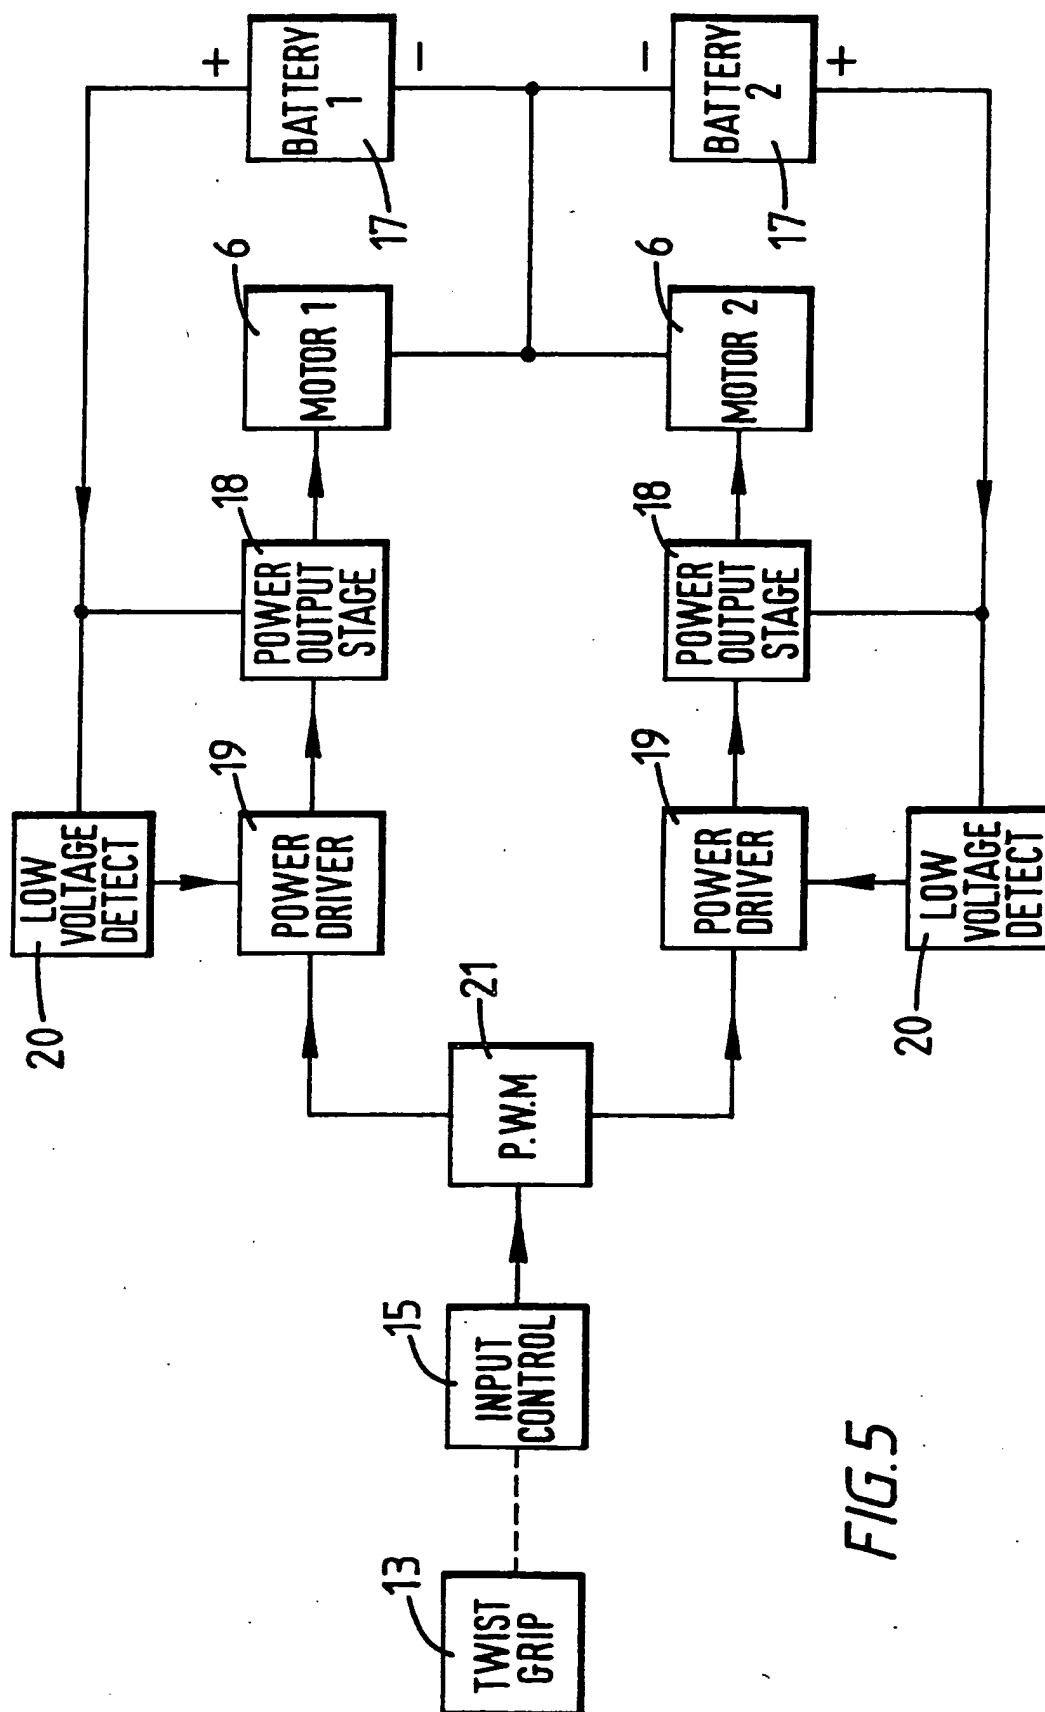 TWIST
GRIP
13
INPUT
CONTROL
15
P.W.M
21
LOW
VOLTAGE
DETECT
20
POWER
DRIVER
19
POWER
OUTPUT
STAGE
18
MOTOR 1
6
BATTERY
1
17
+
−
POWER
DRIVER
19
POWER
OUTPUT
STAGE
18
MOTOR 2
6
BATTERY
2
17
−
+
LOW
VOLTAGE
DETECT
20
FIG.5